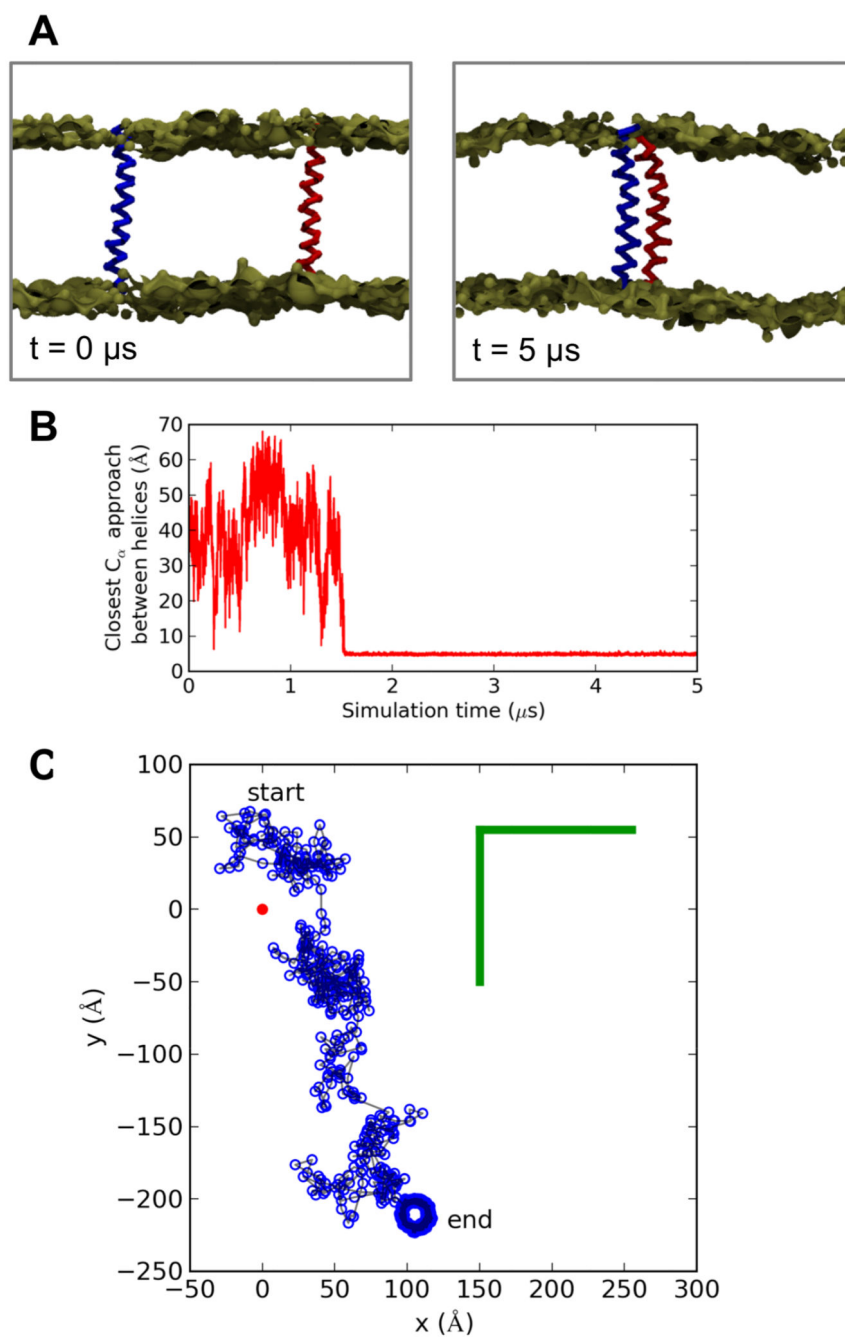 A
t = 0 μs
t = 5 μs
B
Closest Cα approach
between helices (Å)
70
60
50
40
30
20
10
0
0
1
2
3
4
5
Simulation time (μs)
C
y (Å)
100
50
0
−50
−100
−150
−200
−250
start
end
−50
0
50
100
150
200
250
300
x (Å)